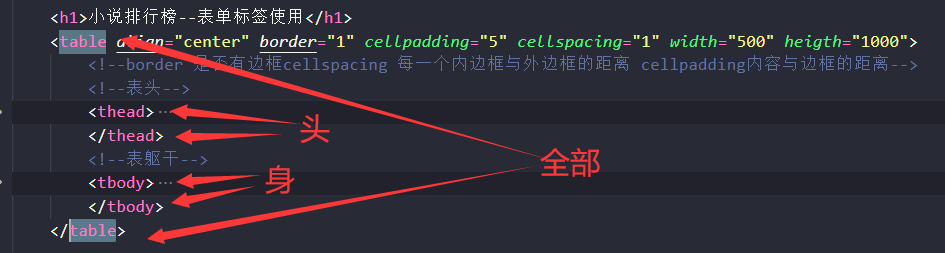 <h1>小说排行榜--表单标签使用</h1>
<table align="center" border="1" cellpadding="5" cellspacing="1" width="500" heigth="1000">
<!--border 是否有边框cellspacing 每一个内边框与外边框的距离 cellpadding内容与边框的距离-->
<!--表头-->
<thead>…
头
</thead>
<!--表躯干-->
全部
<tbody>…
身
</tbody>
</table>